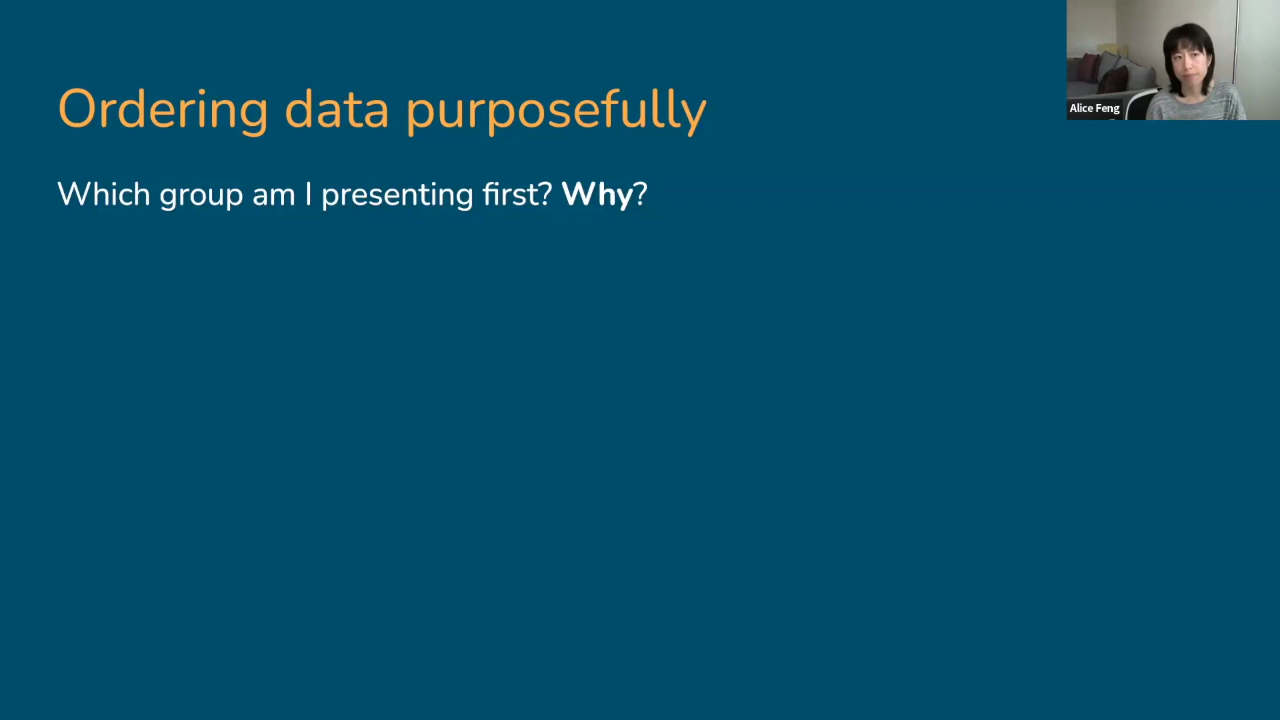 Ordering data purposefully
Which group am I presenting first? Why?
Alice Feng